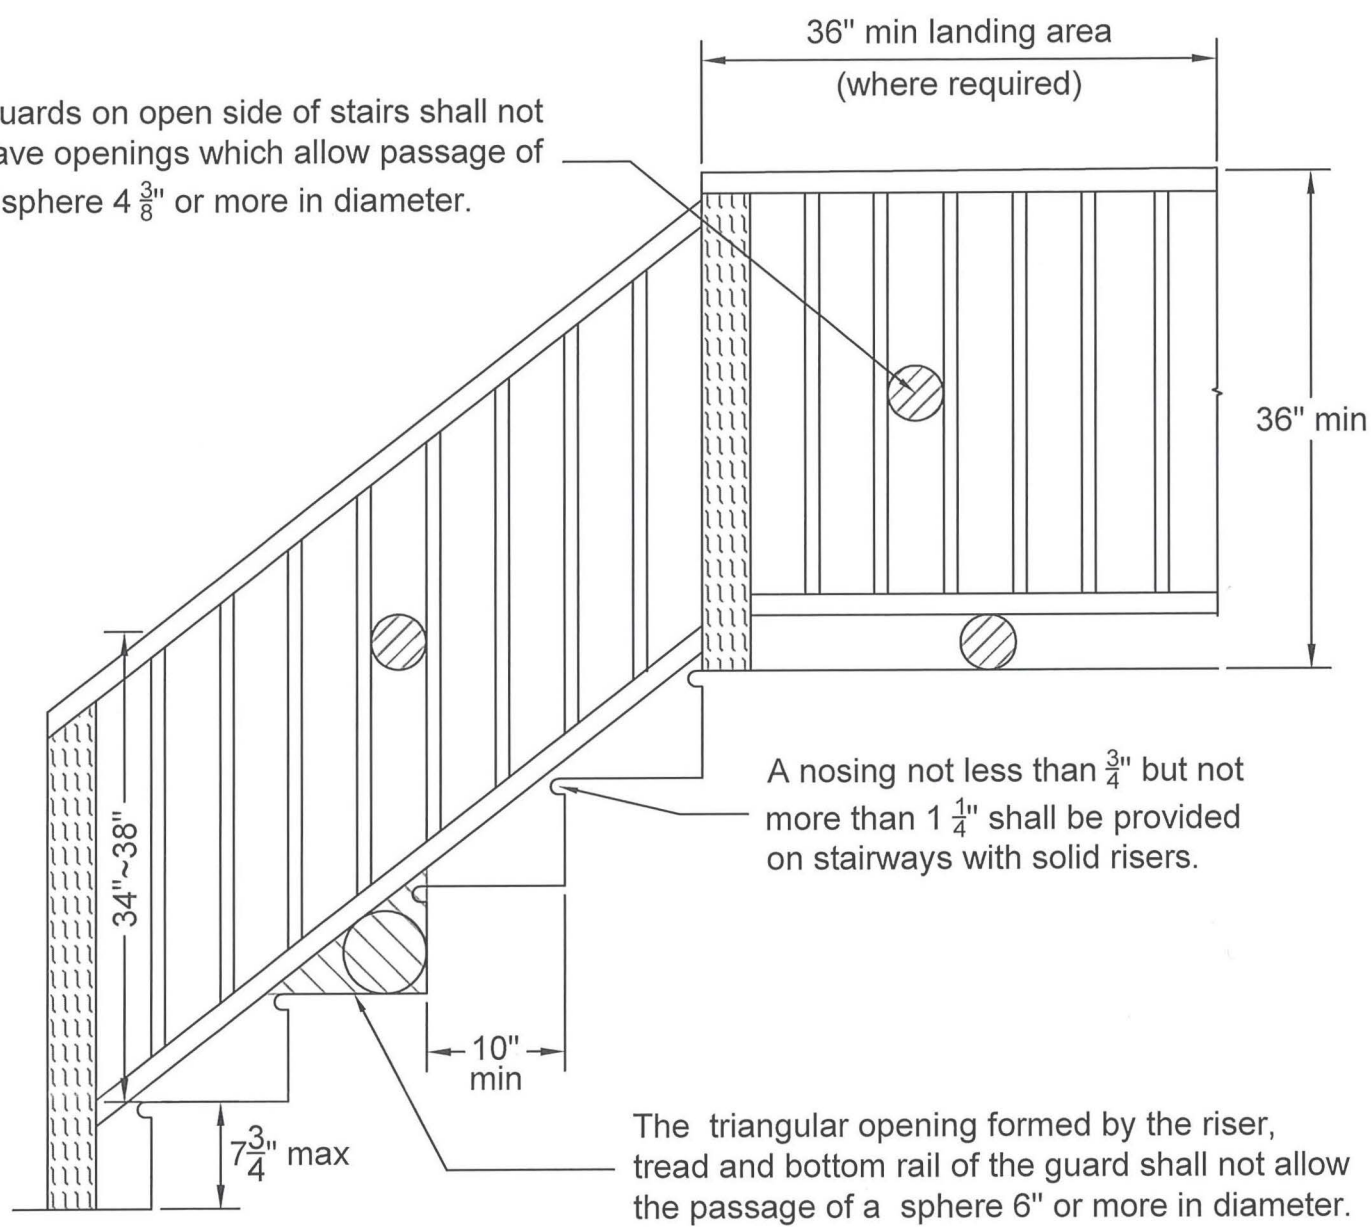 36" min landing area
(where required)
uards on open side of stairs shall not
ave openings which allow passage of
sphere 4 3/8" or more in diameter.
36" min
A nosing not less than 3/4" but not
more than 1 1/4" shall be provided
on stairways with solid risers.
34"~38"
10"
min
7 3/4" max
The triangular opening formed by the riser,
tread and bottom rail of the guard shall not allow
the passage of a sphere 6" or more in diameter.